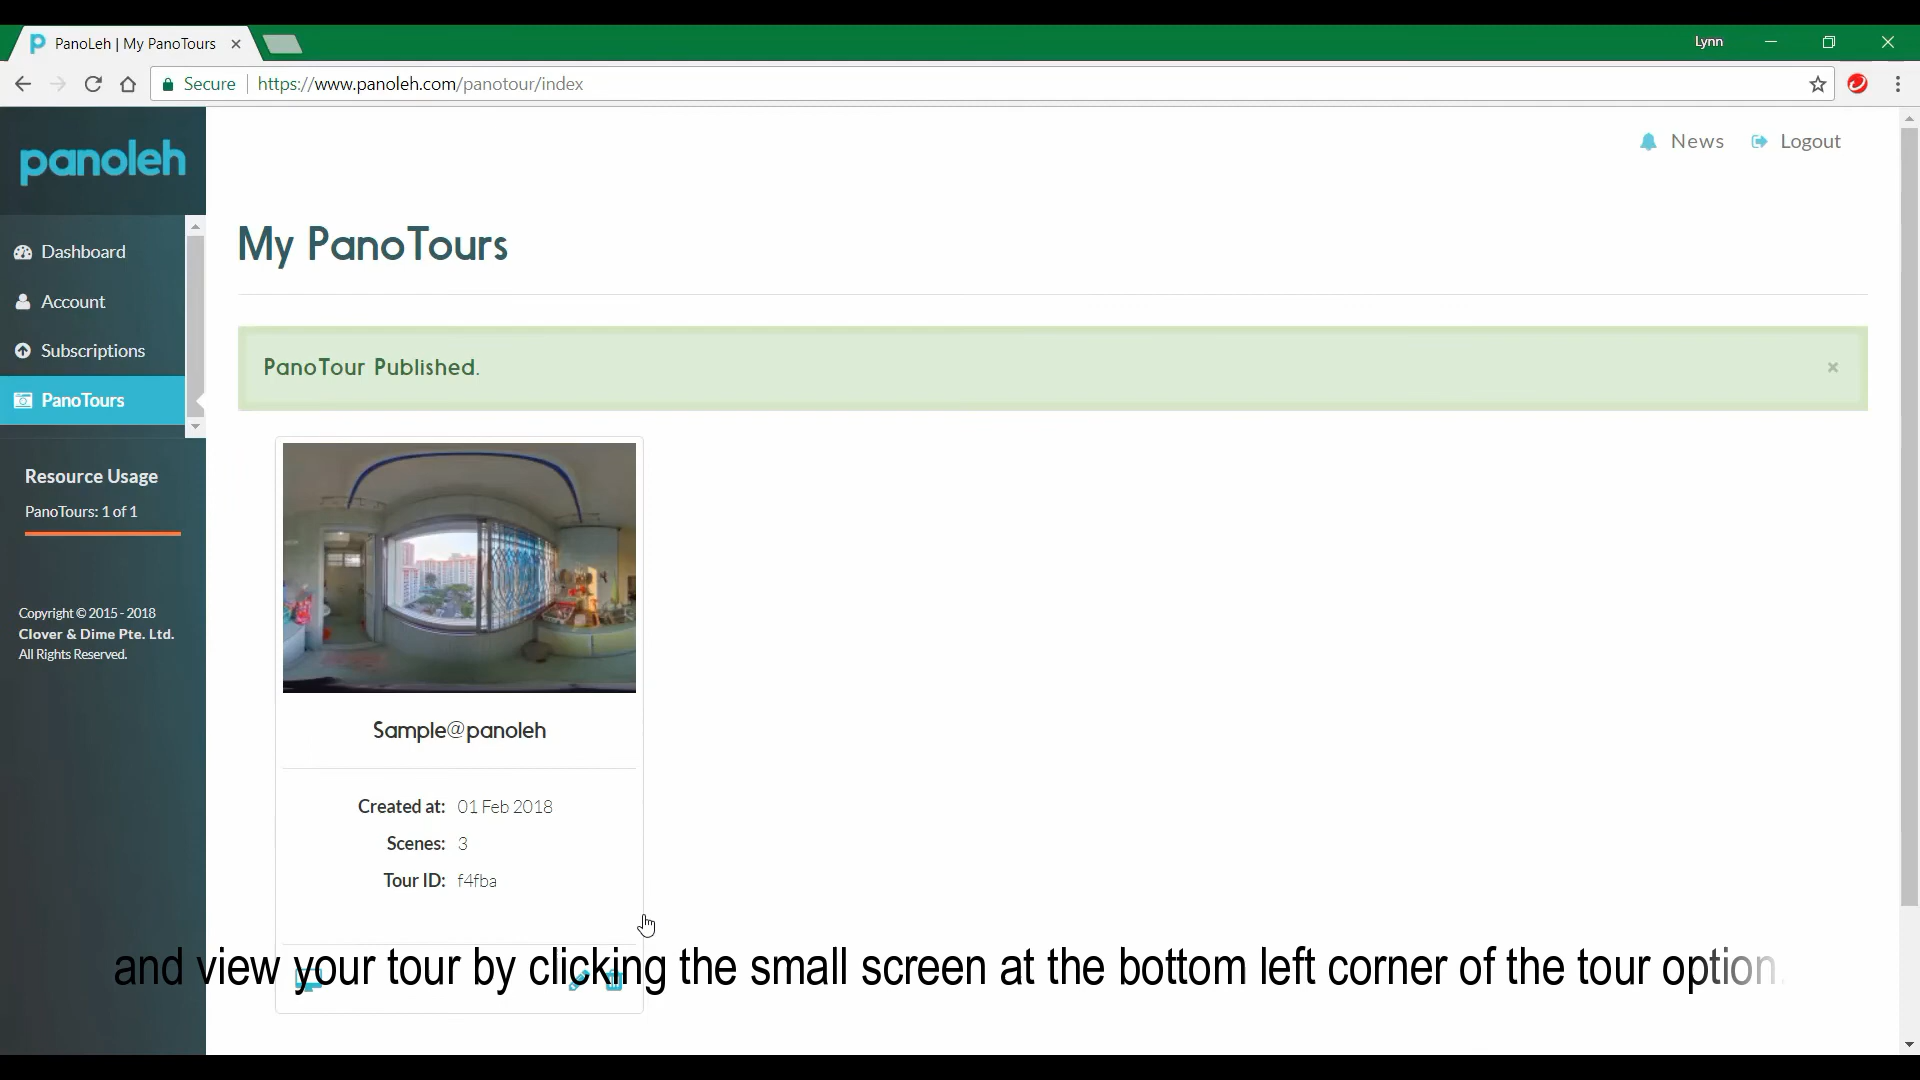 PanoLeh | My PanoTours
Lynn
Secure
https://www.panoleh.com/panotour/index
panoleh
News
Logout
Dashboard
Account
Subscriptions
PanoTours
Resource Usage
PanoTours: 1 of 1
Copyright © 2015 - 2018
Clover & Dime Pte. Ltd.
All Rights Reserved.
My PanoTours
PanoTour Published.
Sample@panoleh
Created at: 01 Feb 2018
Scenes: 3
Tour ID: f4fba
and view your tour by clicking the small screen at the bottom left corner of the tour option.